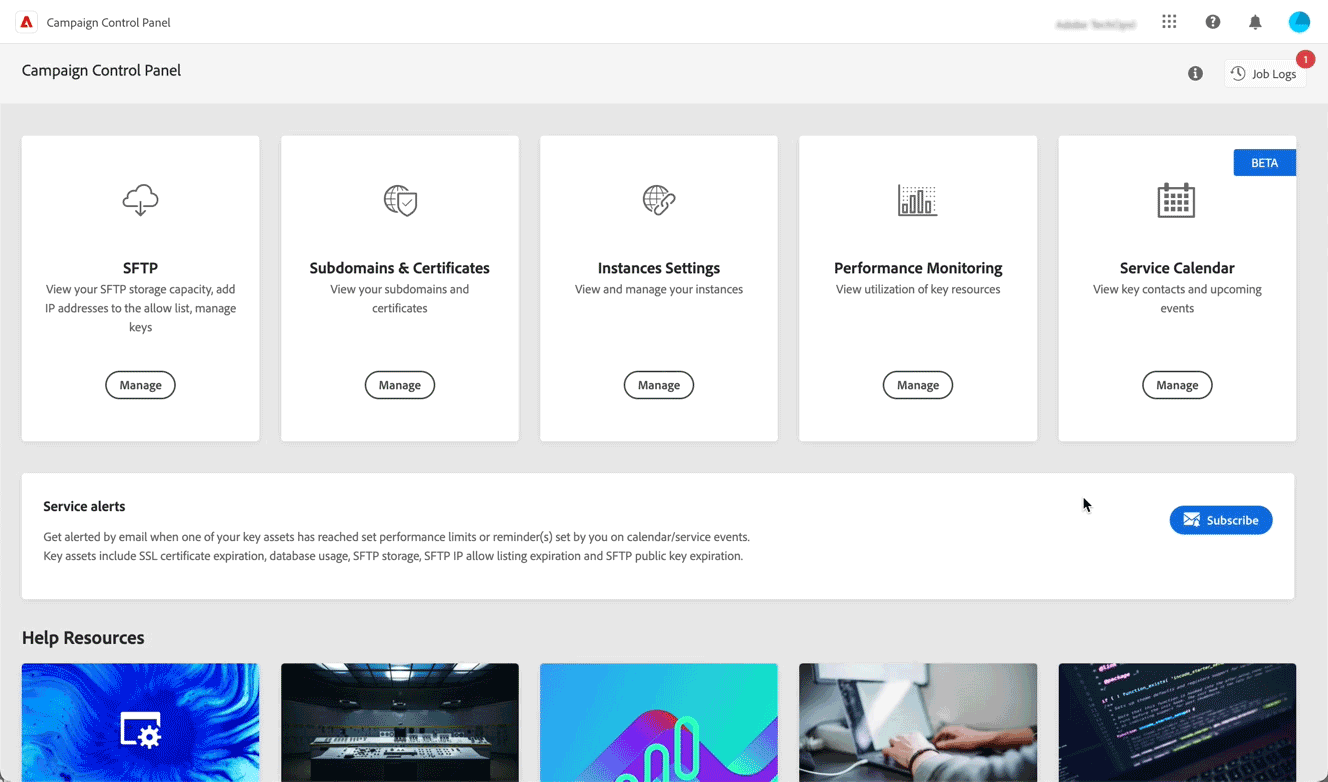 Campaign Control Panel
Campaign Control Panel
Job Logs
1
BETA
SFTP
View your SFTP storage capacity, add
IP addresses to the allow list, manage
keys
Manage
Subdomains & Certificates
View your subdomains and
certificates
Manage
Instances Settings
View and manage your instances
Manage
Performance Monitoring
View utilization of key resources
Manage
Service Calendar
View key contacts and upcoming
events
Manage
Service alerts
Get alerted by email when one of your key assets has reached set performance limits or reminder(s) set by you on calendar/service events.
Key assets include SSL certificate expiration, database usage, SFTP storage, SFTP IP allow listing expiration and SFTP public key expiration.
Subscribe
Help Resources